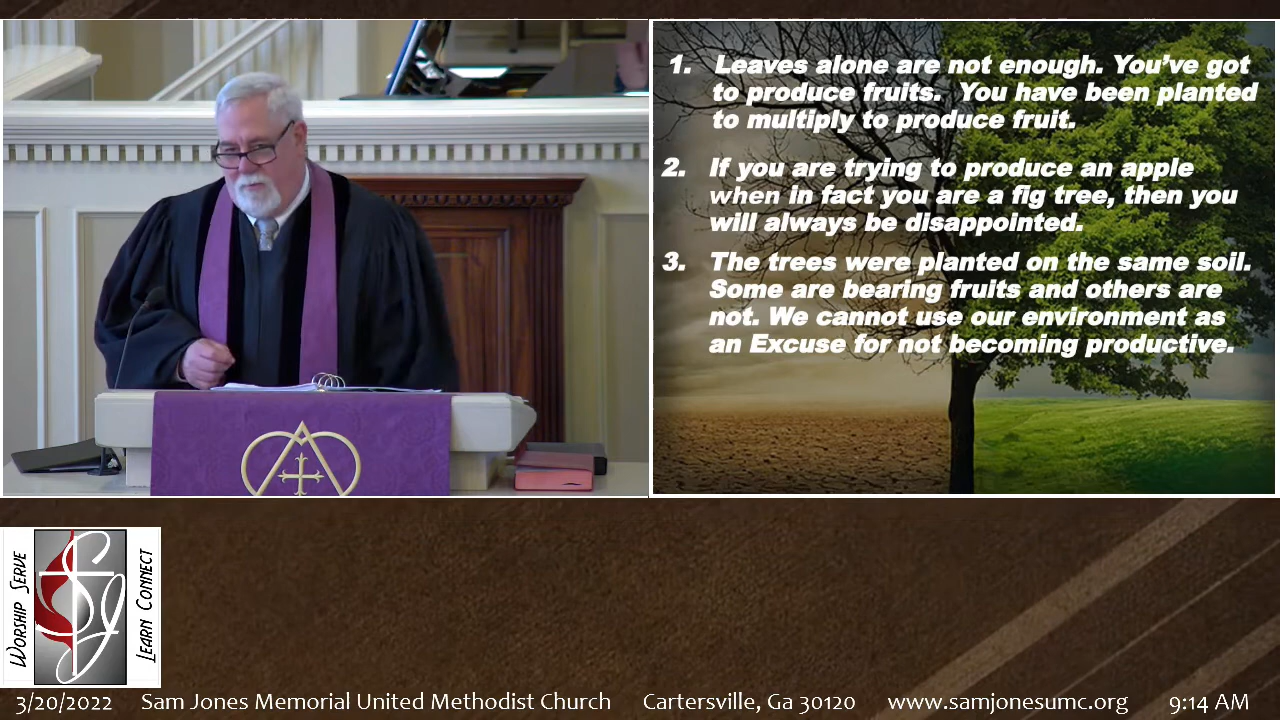 1. Leaves alone are not enough. You've got
to produce fruits. You have been planted
to multiply to produce fruit.
2. If you are trying to produce an apple
when in fact you are a fig tree, then you
will always be disappointed.
3. The trees were planted on the same soil.
Some are bearing fruits and others are
not. We cannot use our environment as
an Excuse for not becoming productive.
Worship Serve
SJ
Learn Connect
3/20/2022 Sam Jones Memorial United Methodist Church Cartersville, Ga 30120 www.samjonesumc.org 9:14 AM